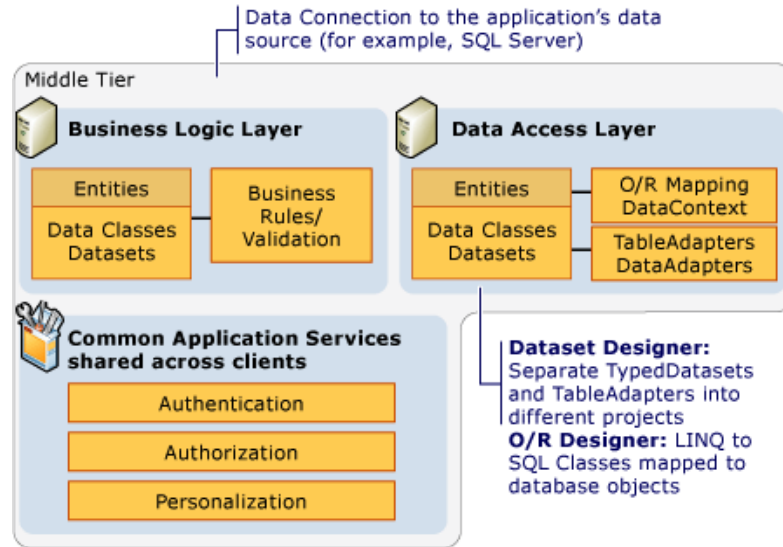 Data Connection to the application's data
source (for example, SQL Server)
Middle Tier
Business Logic Layer
Entities
Data Classes
Datasets
Business
Rules/
Validation
Data Access Layer
Entities
Data Classes
Datasets
O/R Mapping
DataContext
TableAdapters
DataAdapters
Common Application Services
shared across clients
Authentication
Authorization
Personalization
Dataset Designer:
Separate TypedDatasets
and TableAdapters into
different projects
O/R Designer: LINQ to
SQL Classes mapped to
database objects